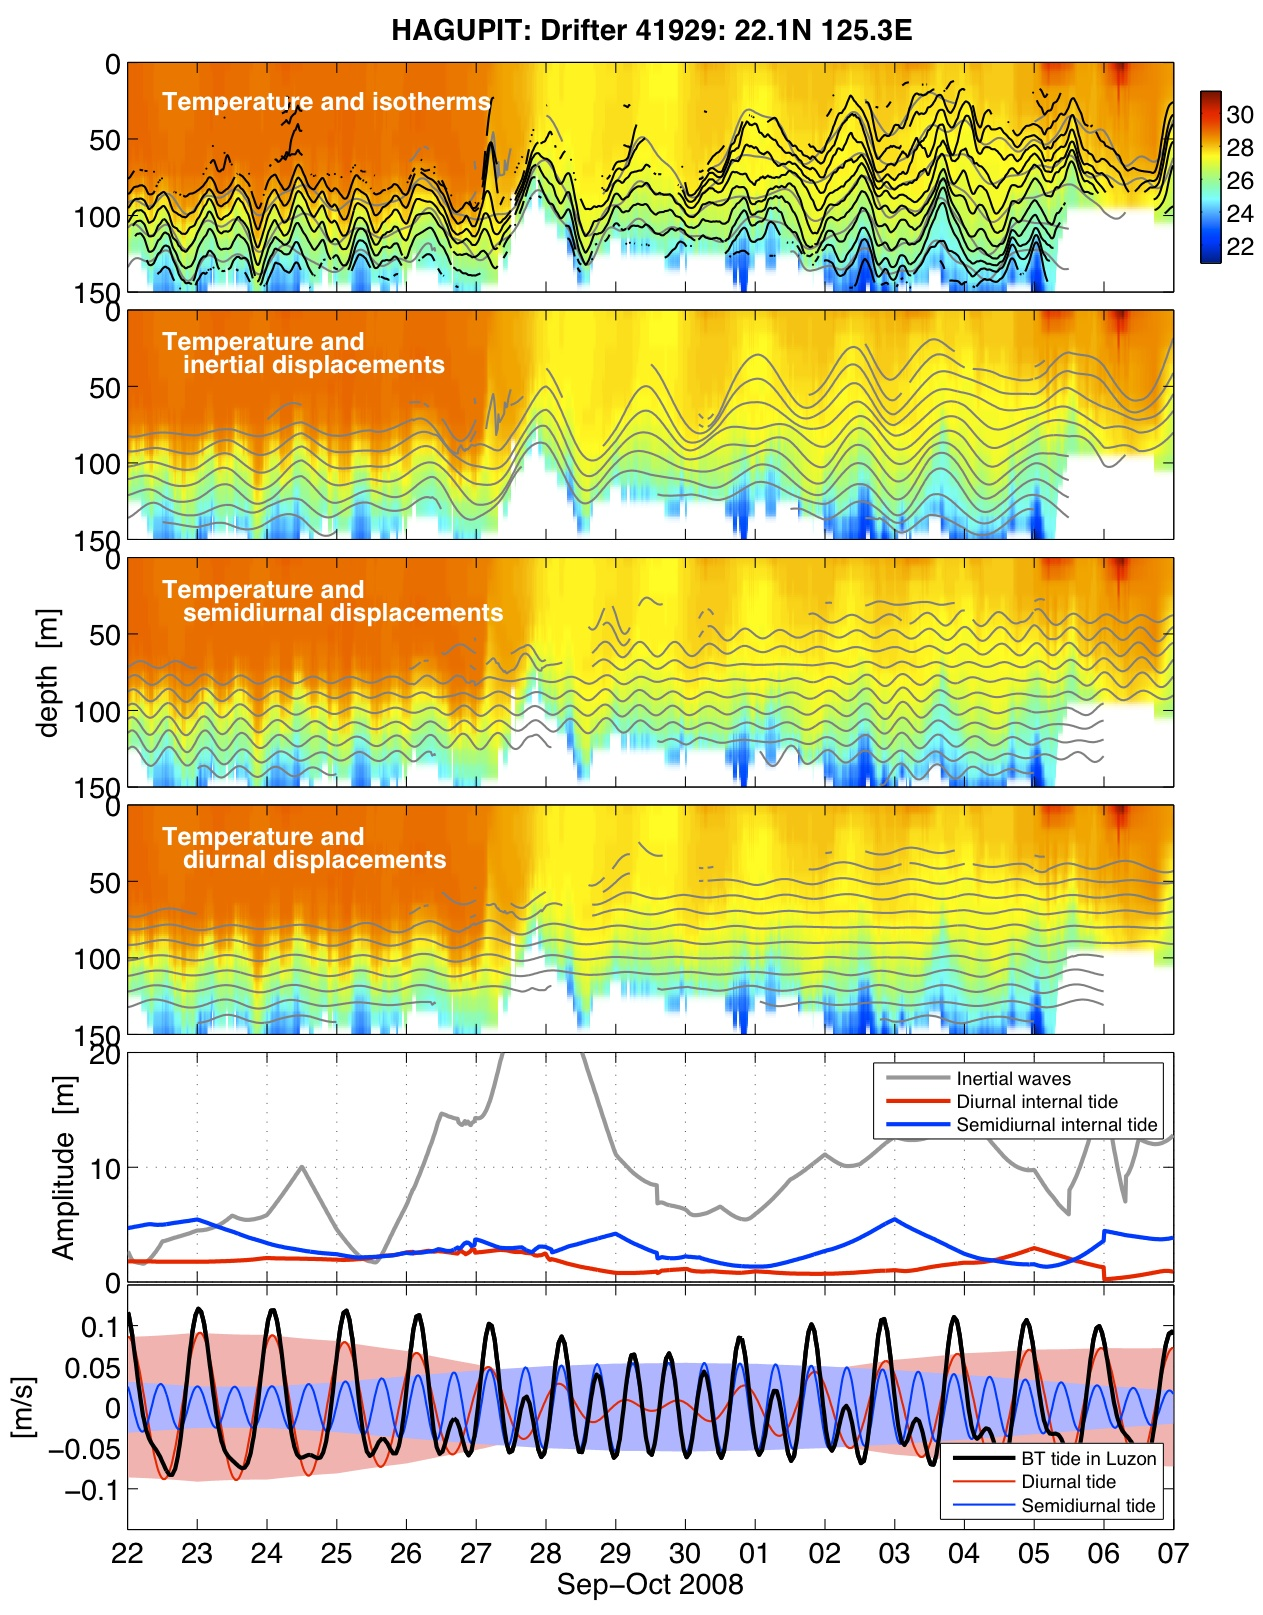 HAGUPIT: Drifter 41929: 22.1N 125.3E
0
50
100
150
Temperature and isotherms
30
28
26
24
22
0
50
100
150
Temperature and
inertial displacements
0
50
100
150
Temperature and
semidiurnal displacements
depth [m]
0
50
100
150
Temperature and
diurnal displacements
20
10
0
Amplitude [m]
Inertial waves
Diurnal internal tide
Semidiurnal internal tide
0.1
0.05
0
−0.05
−0.1
[m/s]
BT tide in Luzon
Diurnal tide
Semidiurnal tide
22 23 24 25 26 27 28 29 30 01 02 03 04 05 06 07
Sep−Oct 2008